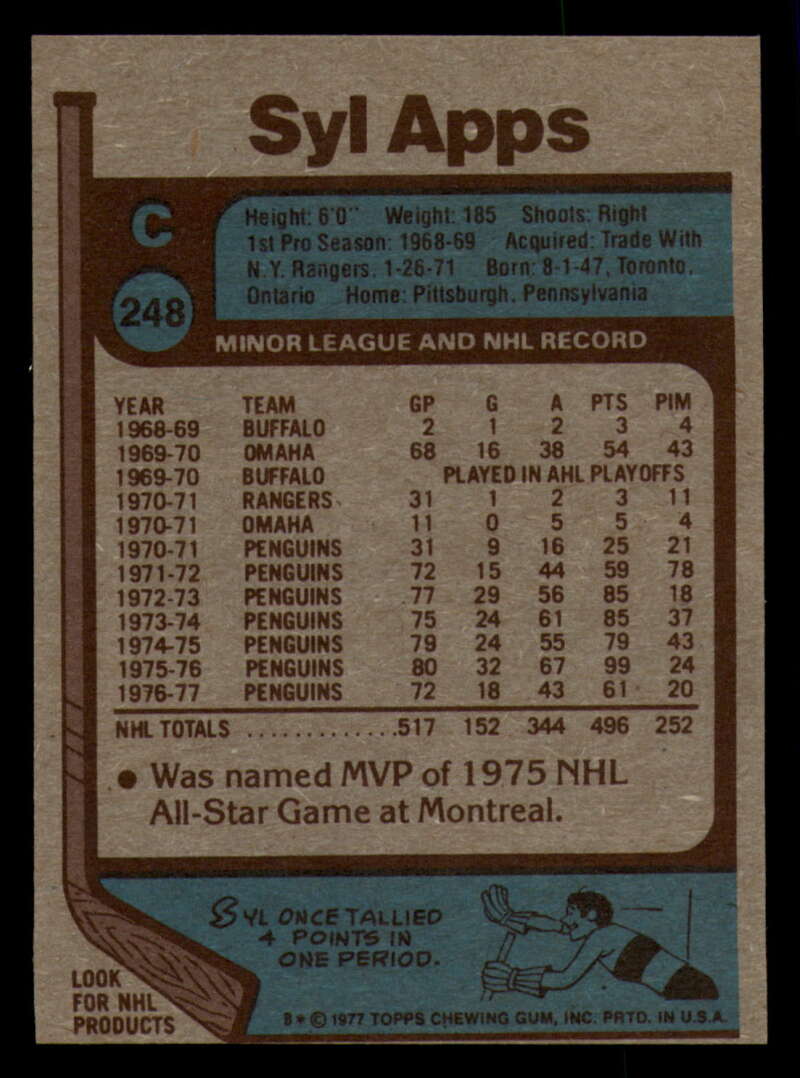 Syl Apps
C
248
Height: 6'0" Weight: 185 Shoots: Right
1st Pro Season: 1968-69 Acquired: Trade With
N.Y. Rangers, 1-26-71 Born: 8-1-47, Toronto,
Ontario Home: Pittsburgh, Pennsylvania
MINOR LEAGUE AND NHL RECORD
YEAR TEAM GP G A PTS PIM
1968-69 BUFFALO 2 1 2 3 4
1969-70 OMAHA 68 16 38 54 43
1969-70 BUFFALO PLAYED IN AHL PLAYOFFS
1970-71 RANGERS 31 1 2 3 11
1970-71 OMAHA 11 0 5 5 4
1970-71 PENGUINS 31 9 16 25 21
1971-72 PENGUINS 72 15 44 59 78
1972-73 PENGUINS 77 29 56 85 18
1973-74 PENGUINS 75 24 61 85 37
1974-75 PENGUINS 79 24 55 79 43
1975-76 PENGUINS 80 32 67 99 24
1976-77 PENGUINS 72 18 43 61 20
NHL TOTALS .............517 152 344 496 252
• Was named MVP of 1975 NHL
All-Star Game at Montreal.
SYL ONCE TALLIED
4 POINTS IN
ONE PERIOD.
LOOK
FOR NHL
PRODUCTS
B * © 1977 TOPPS CHEWING GUM, INC. PRTD. IN U.S.A.